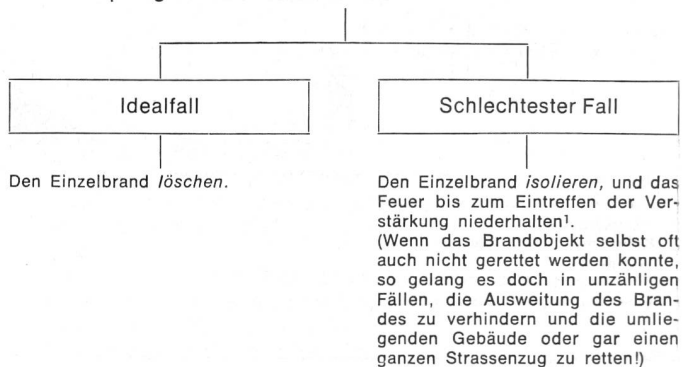 Idealfall
Schlechtester Fall
Den Einzelbrand löschen.
Den Einzelbrand isolieren, und das
Feuer bis zum Eintreffen der Ver-
stärkung niederhalten¹.
(Wenn das Brandobjekt selbst oft
auch nicht gerettet werden konnte,
so gelang es doch in unzähligen
Fällen, die Ausweitung des Bran-
des zu verhindern und die umlie-
genden Gebäude oder gar einen
ganzen Strassenzug zu retten!)